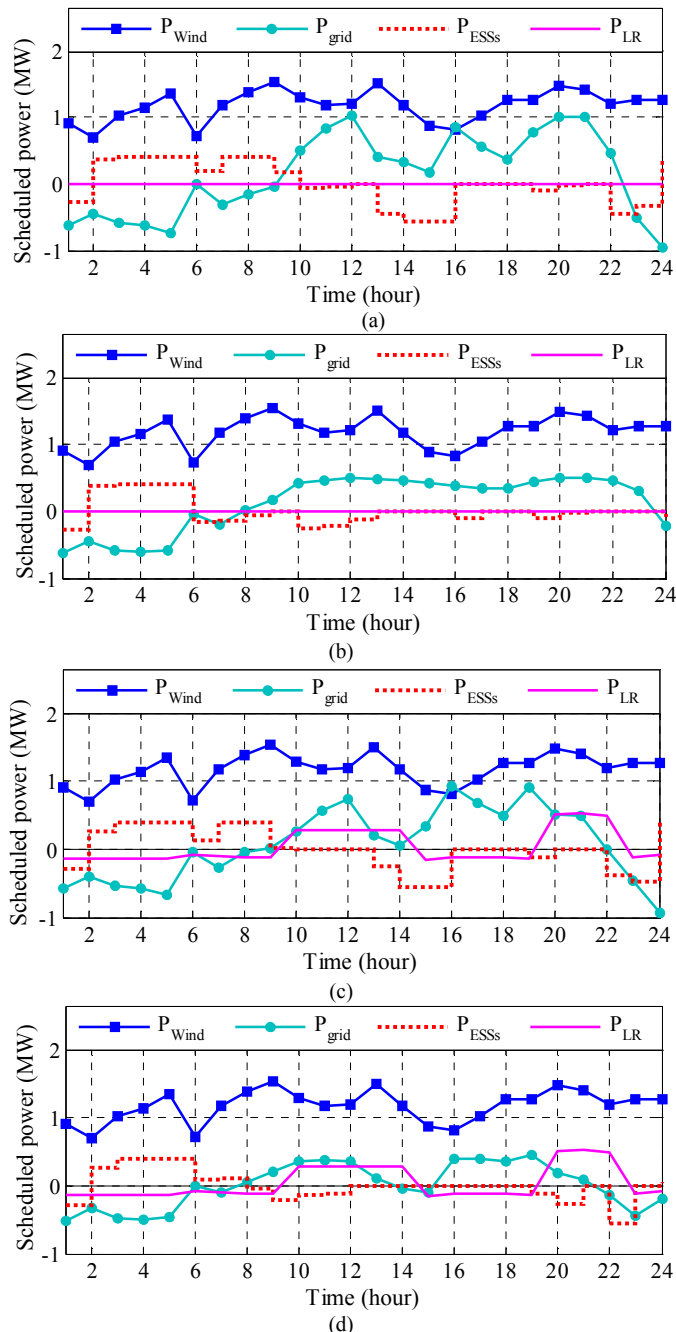 P_Wind P_grid P_ESSs P_LR
Scheduled power (MW)
2
1
0
-1
2 4 6 8 10 12 14 16 18 20 22 24
Time (hour)
(a)
P_Wind P_grid P_ESSs P_LR
Scheduled power (MW)
2
1
0
-1
2 4 6 8 10 12 14 16 18 20 22 24
Time (hour)
(b)
P_Wind P_grid P_ESSs P_LR
Scheduled power (MW)
2
1
0
-1
2 4 6 8 10 12 14 16 18 20 22 24
Time (hour)
(c)
P_Wind P_grid P_ESSs P_LR
Scheduled power (MW)
2
1
0
-1
2 4 6 8 10 12 14 16 18 20 22 24
Time (hour)
(d)